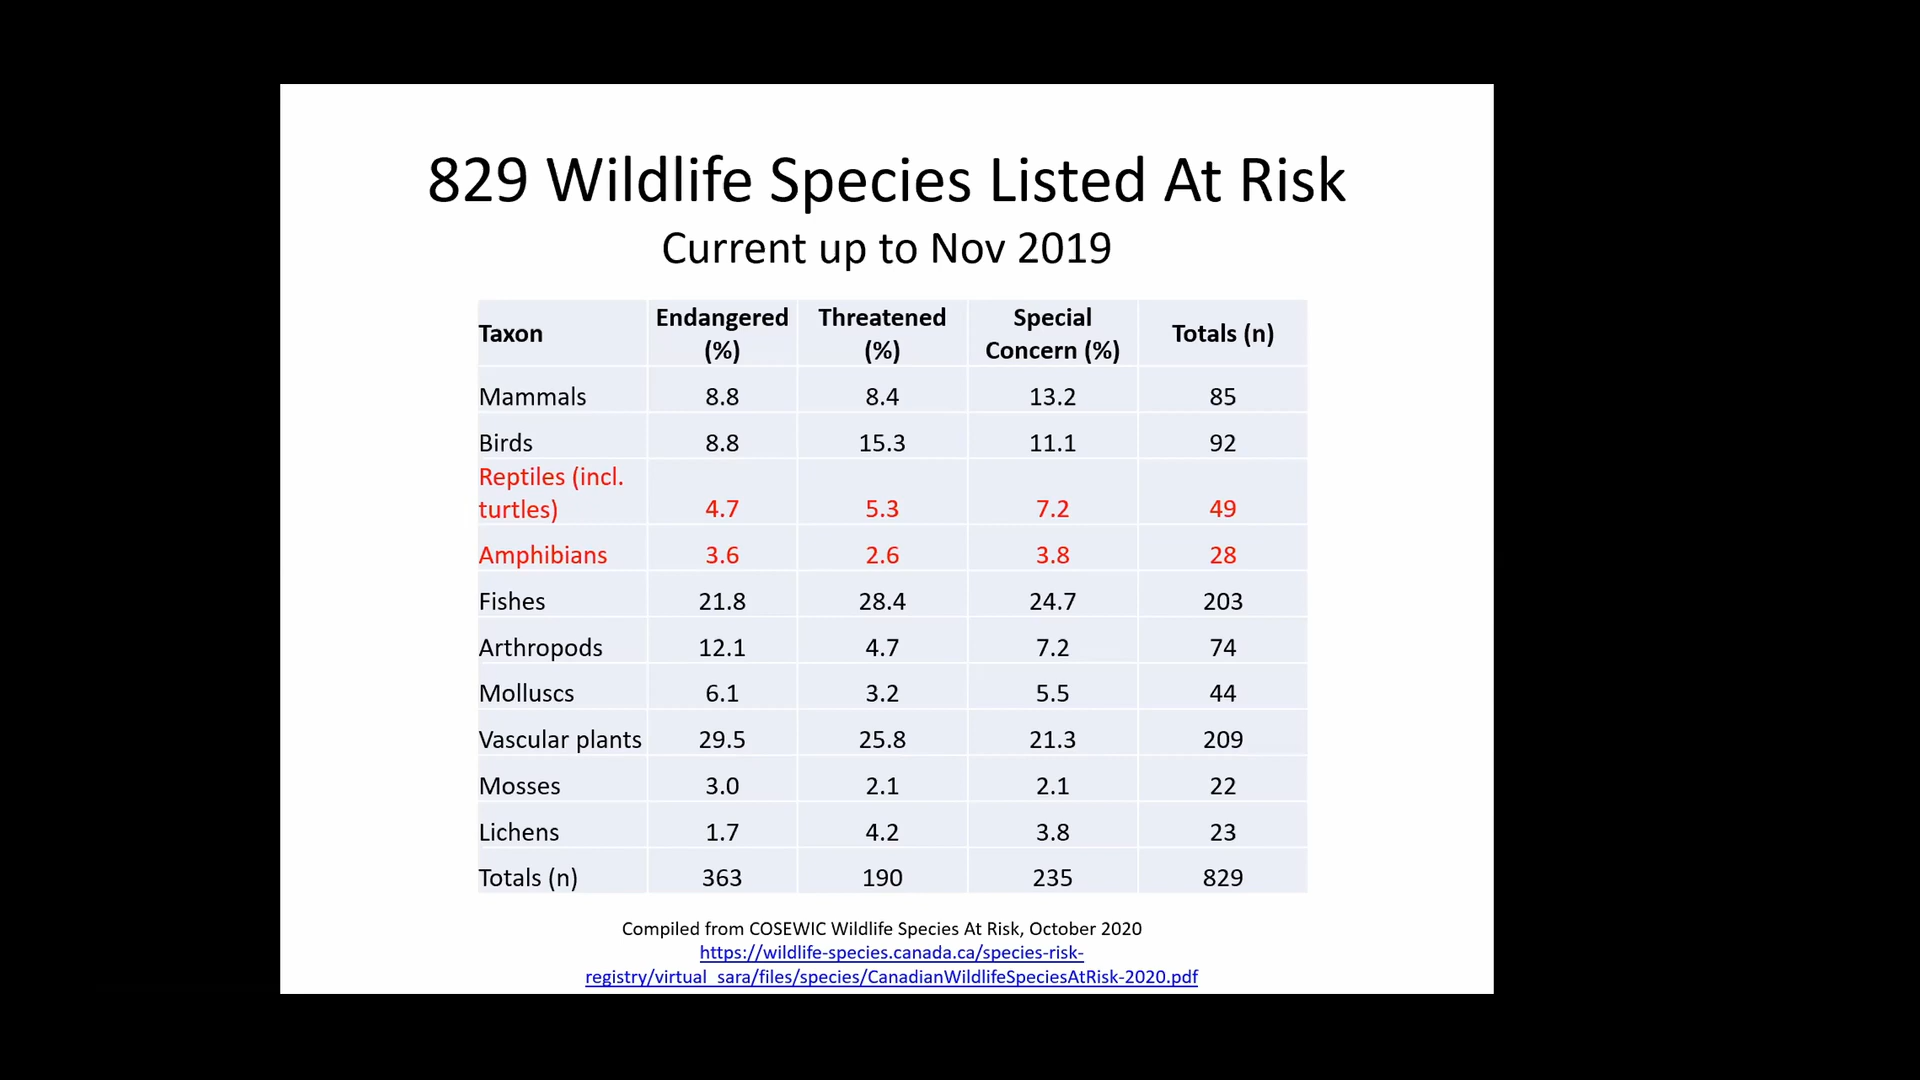 829 Wildlife Species Listed At Risk
Current up to Nov 2019
Taxon Endangered (%) Threatened (%) Special Concern (%) Totals (n)
Mammals 8.8 8.4 13.2 85
Birds 8.8 15.3 11.1 92
Reptiles (incl. turtles) 4.7 5.3 7.2 49
Amphibians 3.6 2.6 3.8 28
Fishes 21.8 28.4 24.7 203
Arthropods 12.1 4.7 7.2 74
Molluscs 6.1 3.2 5.5 44
Vascular plants 29.5 25.8 21.3 209
Mosses 3.0 2.1 2.1 22
Lichens 1.7 4.2 3.8 23
Totals (n) 363 190 235 829
Compiled from COSEWIC Wildlife Species At Risk, October 2020
https://wildlife-species.canada.ca/species-risk-
registry/virtual_sara/files/species/CanadianWildlifeSpeciesAtRisk-2020.pdf